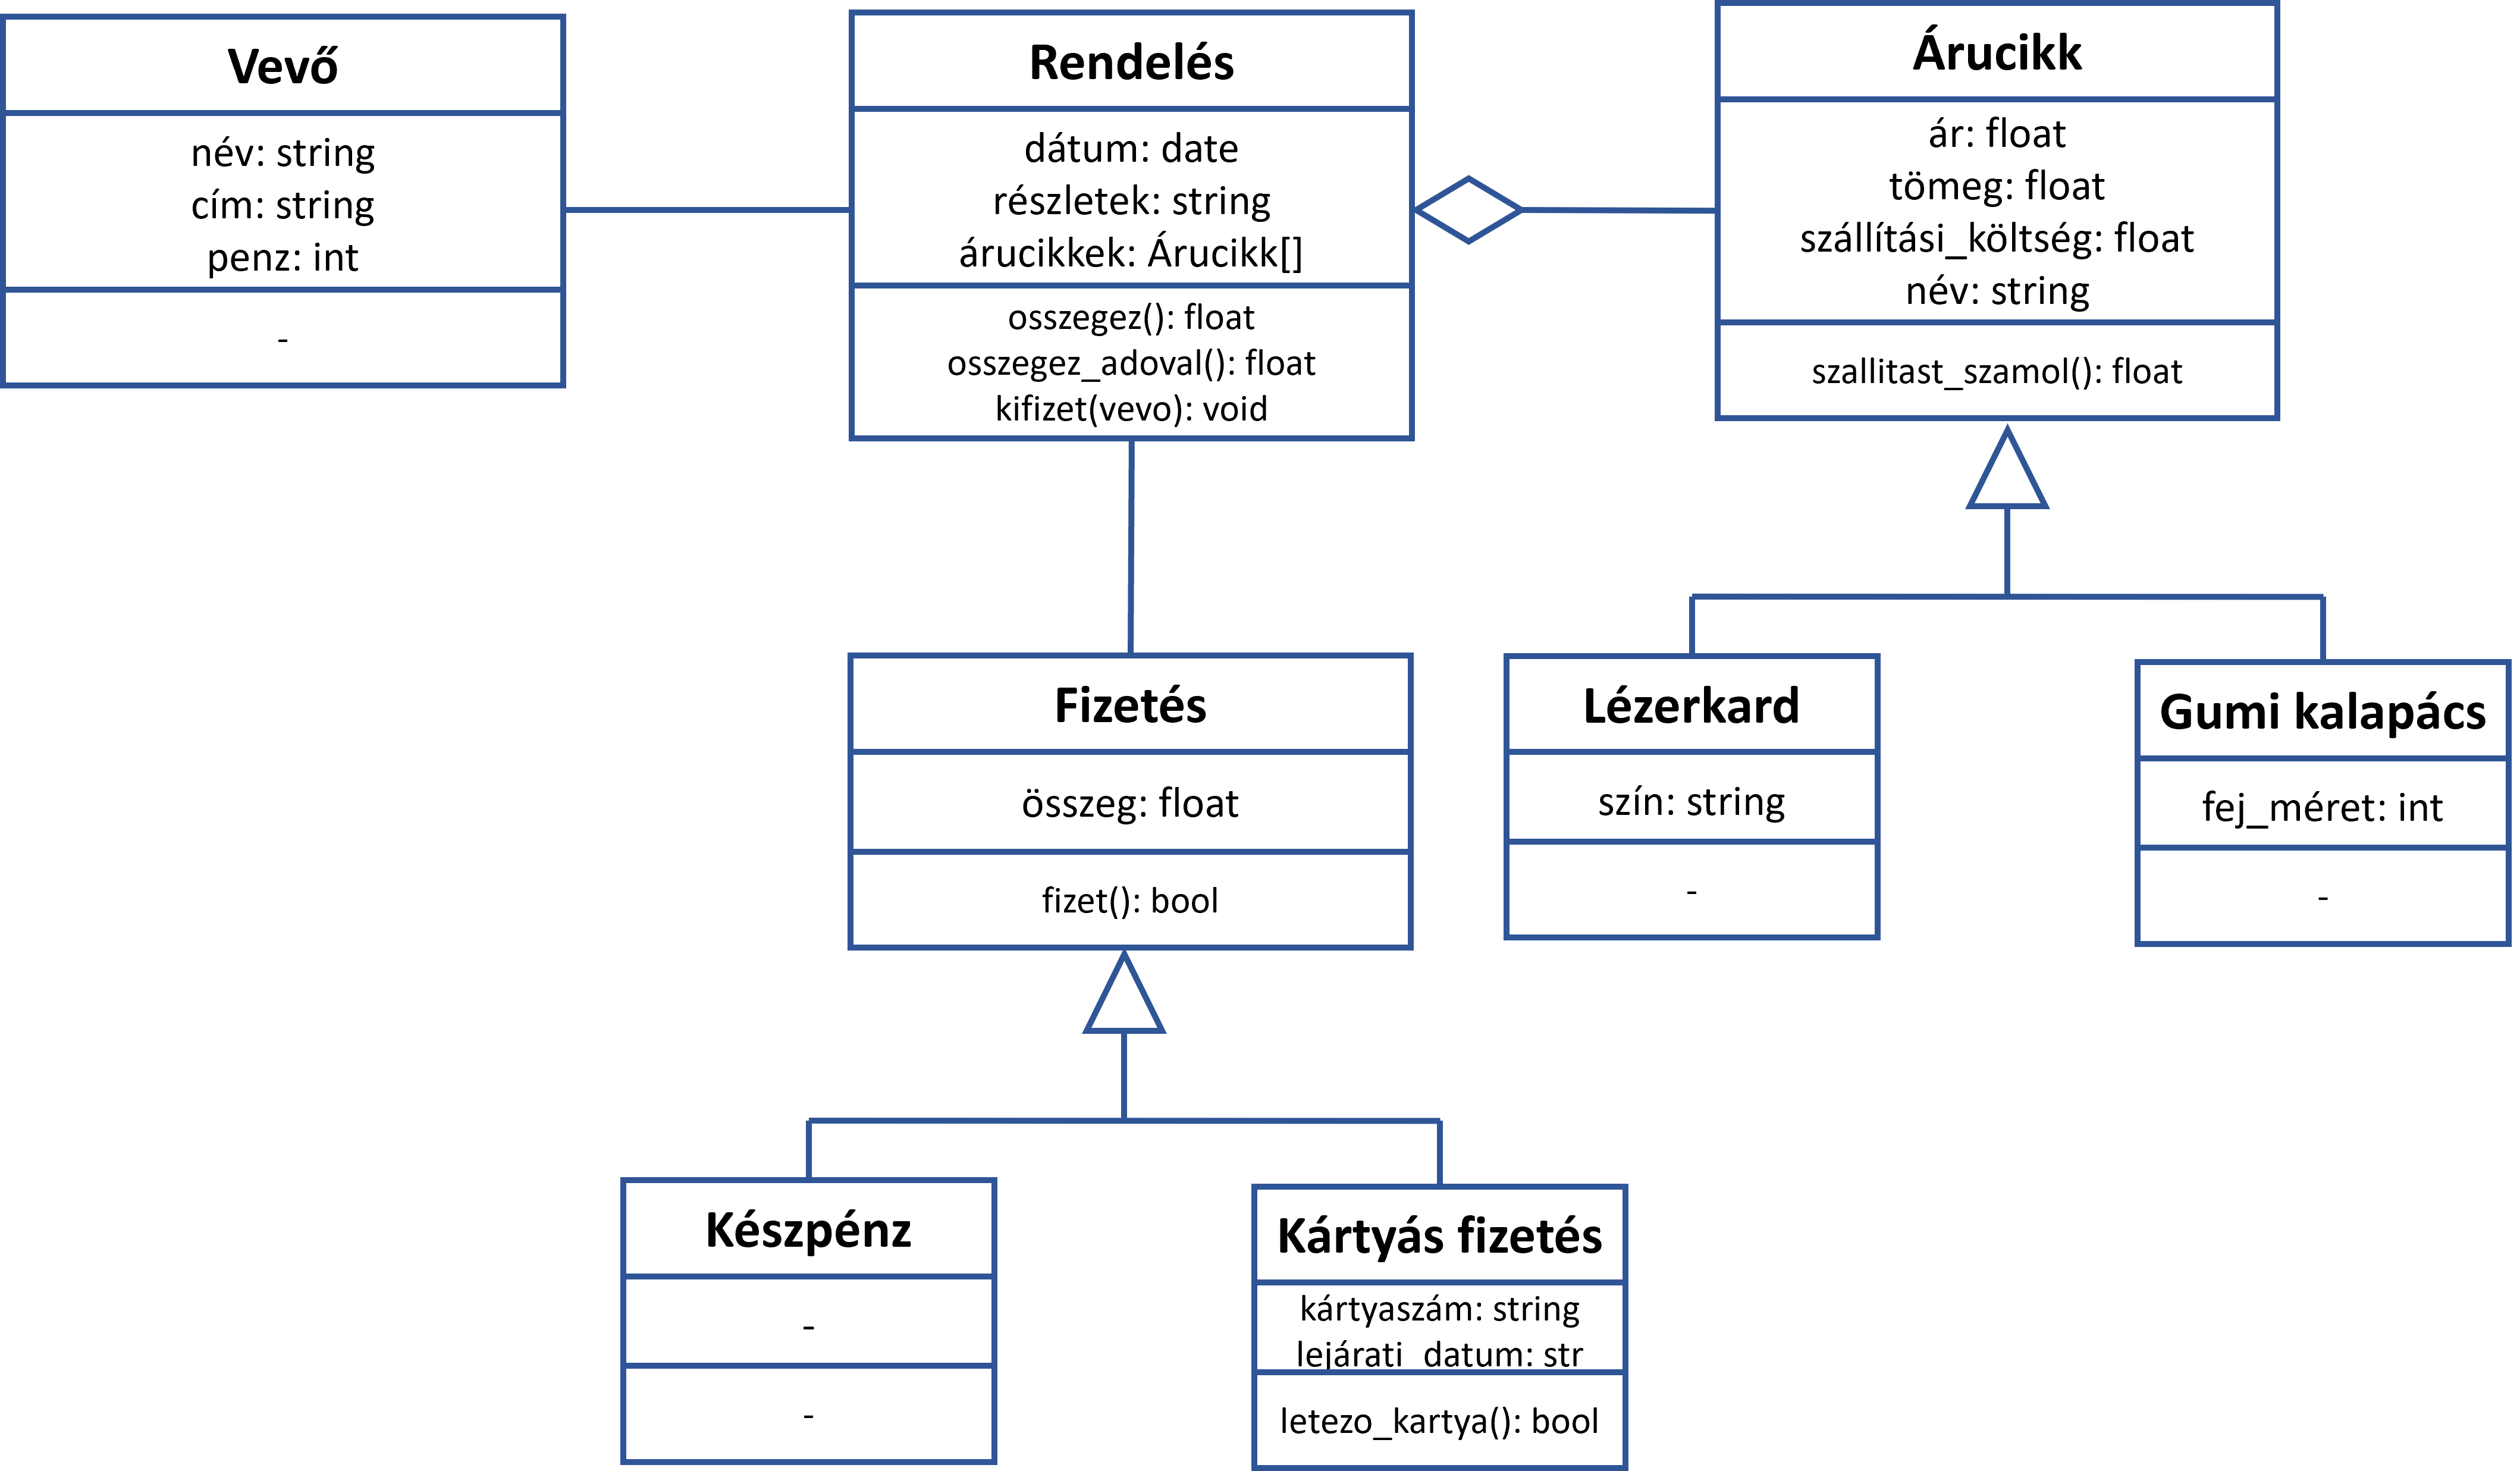 Vevő
név: string
cím: string
penz: int
-
Rendelés
dátum: date
részletek: string
árucikkek: Árucikk[]
osszegez(): float
osszegez_adoval(): float
kifizet(vevo): void
Árucikk
ár: float
tömeg: float
szállítási_költség: float
név: string
szallitast_szamol(): float
Fizetés
összeg: float
fizet(): bool
Lézerkard
szín: string
-
Gumi kalapács
fej_méret: int
-
Készpénz
-
-
Kártyás fizetés
kártyaszám: string
lejárati_datum: str
letezo_kartya(): bool